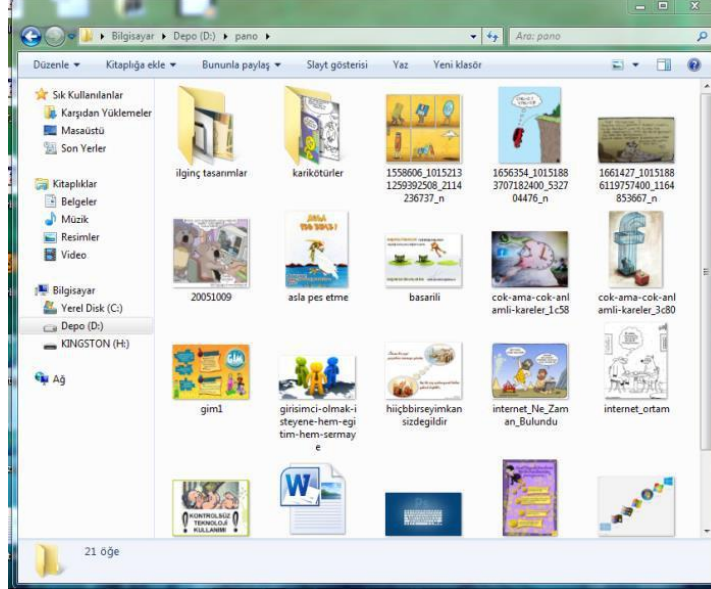 Bilgisayar ▸ Depo (D:) ▸ pano ▸
Ara: pano
Düzenle
Kitaplığa ekle
Bununla paylaş
Slayt gösterisi
Yaz
Yeni klasör
Sık Kullanılanlar
Karşıdan Yüklemeler
Masaüstü
Son Yerler
Kitaplıklar
Belgeler
Müzik
Resimler
Video
Bilgisayar
Yerel Disk (C:)
Depo (D:)
KINGSTON (H:)
Ağ
ilginç tasarımlar
karikötürler
1558606_1015213
1259392508_2114
236737_n
1656354_1015188
3707182400_5327
04476_n
1661427_1015188
6119757400_1164
853667_n
20051009
asla pes etme
basarili
cok-ama-cok-anl
amli-kareler_1c58
cok-ama-cok-anl
amli-kareler_3c80
gim1
girisimci-olmak-i
steyene-hem-egi
tim-hem-sermay
e
hiiçbbirseyimkan
sizdegildir
internet_Ne_Zam
an_Bulundu
internet_ortam
KONTROLSÜZ
TEKNOLOJİ
KULLANIMI
21 öğe